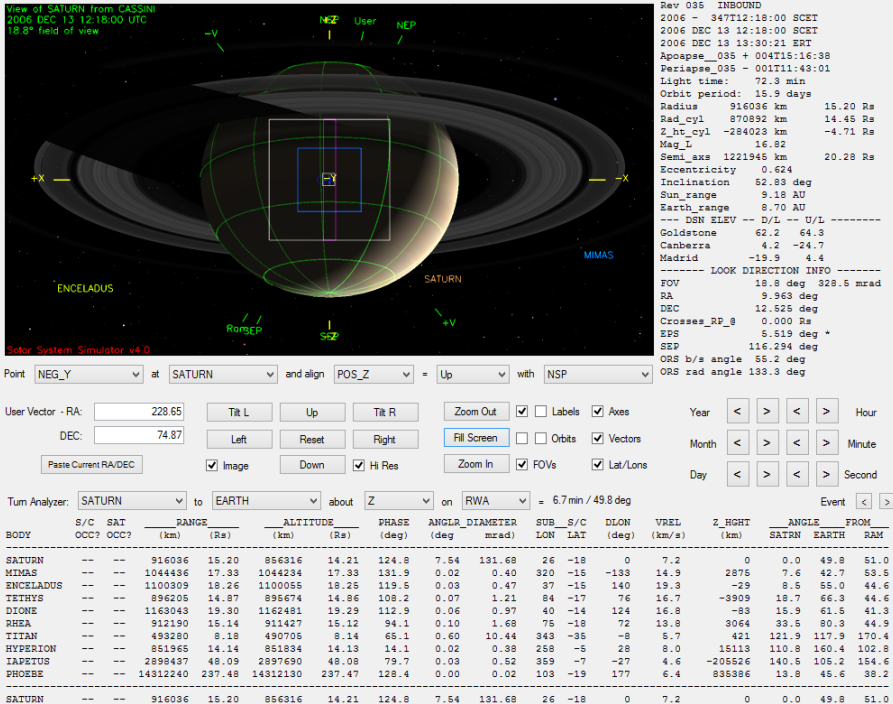 View of SATURN from CASSINI
2006 DEC 13 12:18:00 UTC
18.8° field of view
-V
NSP
User
NEP
+X
-Y
-X
MIMAS
SATURN
ENCELADUS
SEP
+V
Solar System Simulator v4.0
Rev 035 INBOUND
2006 - 347T12:18:00 SCET
2006 DEC 13 12:18:00 SCET
2006 DEC 13 13:30:21 ERT
Apoapse__035 + 004T15:16:38
Periapse_035 - 001T11:43:01
Light time: 72.3 min
Orbit period: 15.9 days
Radius 916036 km 15.20 Rs
Rad_cyl 870892 km 14.45 Rs
Z_ht_cyl -284023 km -4.71 Rs
Mag_L 16.82
Semi_axs 1221945 km 20.28 Rs
Eccentricity 0.624
Inclination 52.83 deg
Sun_range 9.18 AU
Earth_range 8.70 AU
--- DSN ELEV -- D/L -- U/L --------
Goldstone 62.2 64.3
Canberra 4.2 -24.7
Madrid -19.9 4.4
------- LOOK DIRECTION INFO -------
FOV 18.8 deg 328.5 mrad
RA 9.963 deg
DEC 12.525 deg
Crosses_RP_@ 0.000 Rs
EPS 5.519 deg *
SEP 116.294 deg
ORS b/s angle 55.2 deg
ORS rad angle 133.3 deg
Point NEG_Y at SATURN and align POS_Z = Up with NSP
User Vector - RA: 228.65 Tilt L Up Tilt R Zoom Out Labels Axes Year < > < > Hour
DEC: 74.87 Left Reset Right Fill Screen Orbits Vectors Month < > < > Minute
Paste Current RA/DEC Image Down Hi Res Zoom In FOVs Lat/Lons Day < > < > Second
Turn Analyzer: SATURN to EARTH about Z on RWA = 6.7 min / 49.8 deg Event < >
S/C SAT ____RANGE____ ___ALTITUDE___ PHASE ANGLR_DIAMETER SUB__S/C DLON VREL Z_HGHT ___ANGLE___FROM___
BODY OCC? OCC? (km) (Rs) (km) (Rs) (deg) (deg mrad) LON LAT (deg) (km/s) (km) SATRN EARTH RAM
SATURN -- -- 916036 15.20 856316 14.21 124.8 7.54 131.68 26 -18 0 7.2 0 0.0 49.8 51.0
MIMAS -- -- 1044436 17.33 1044234 17.33 131.9 0.02 0.40 320 -15 -133 14.9 2875 7.6 42.7 53.5
ENCELADUS -- -- 1100309 18.26 1100055 18.26 119.5 0.03 0.47 37 -15 140 19.3 -29 8.5 55.0 44.6
TETHYS -- -- 896205 14.87 895674 14.86 108.2 0.07 1.21 84 -17 76 16.7 -3909 18.7 66.3 44.6
DIONE -- -- 1163043 19.30 1162481 19.29 112.9 0.06 0.97 40 -14 124 16.8 -83 15.9 61.5 41.3
RHEA -- -- 912190 15.14 911427 15.12 94.1 0.10 1.68 75 -18 72 13.8 3064 33.5 80.3 44.9
TITAN -- -- 493280 8.18 490705 8.14 65.1 0.60 10.44 343 -35 -8 5.7 421 121.9 117.9 170.4
HYPERION -- -- 851965 14.14 851834 14.13 14.1 0.02 0.38 258 -5 28 8.0 15113 110.8 160.4 102.8
IAPETUS -- -- 2898437 48.09 2897690 48.08 79.7 0.03 0.52 359 -7 -27 4.6 -205526 140.5 105.2 154.6
PHOEBE -- -- 14312240 237.48 14312130 237.47 128.4 0.00 0.02 103 -19 177 6.4 835386 13.8 45.6 38.2
SATURN -- -- 916036 15.20 856316 14.21 124.8 7.54 131.68 26 -18 0 7.2 0 0.0 49.8 51.0